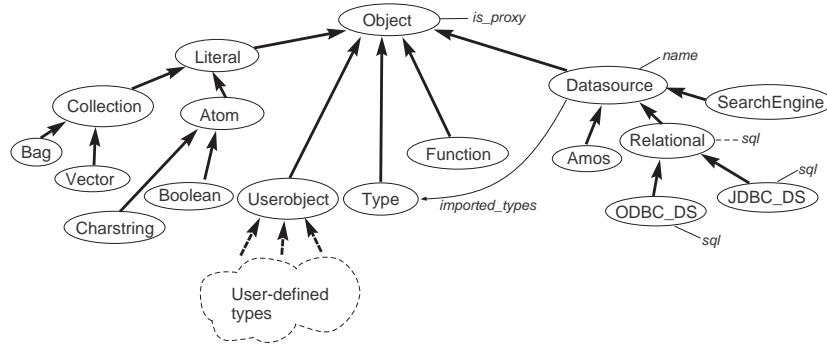 Object
is_proxy
Literal
name
Datasource
Collection
Atom
SearchEngine
Bag
Relational
sql
Vector
Boolean
Function
Amos
sql
Charstring
Userobject
Type
imported_types
ODBC_DS
JDBC_DS
sql
User-defined
types